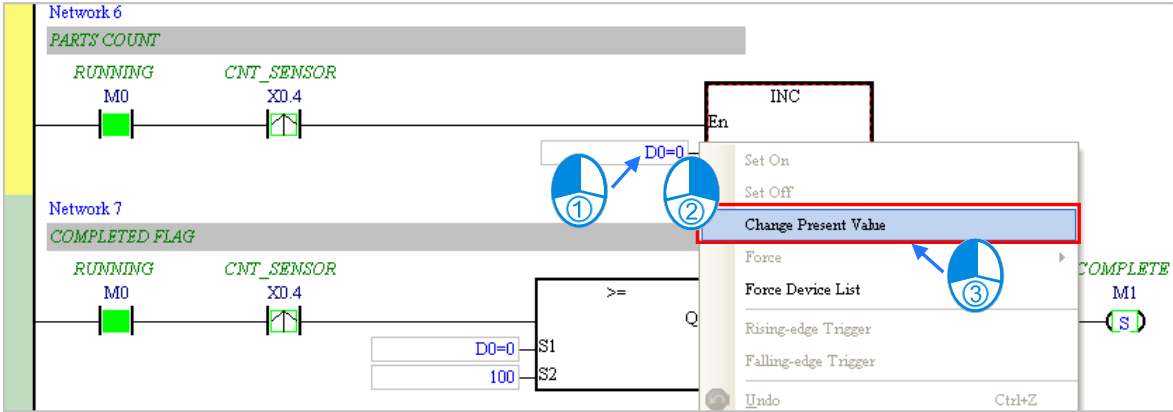 Network 6
PARTS COUNT
RUNNING CNT_SENSOR
M0 X0.4
INC
En
D0=0
Set On
Set Off
Change Present Value
Force
Force Device List
Rising-edge Trigger
Falling-edge Trigger
Undo Ctrl+Z
1
2
3
Network 7
COMPLETED FLAG
RUNNING CNT_SENSOR
M0 X0.4
>=
Q
D0=0 S1
100 S2
COMPLETE
M1
S